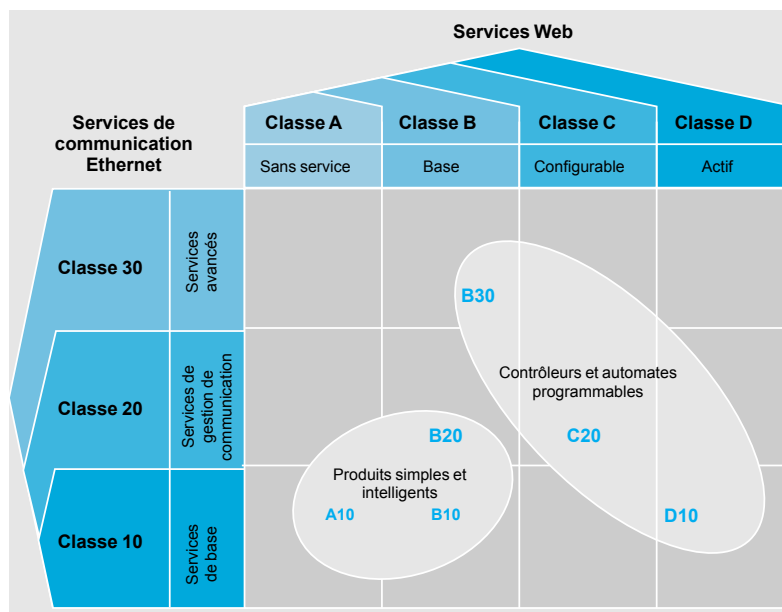 Services Web
Services de
communication
Ethernet
Classe A
Classe B
Classe C
Classe D
Sans service
Base
Configurable
Actif
Classe 30
Services
avancés
B30
Contrôleurs et automates
programmables
Classe 20
Services de
gestion de
communication
B20
C20
Produits simples et
intelligents
A10
B10
D10
Classe 10
Services
de base